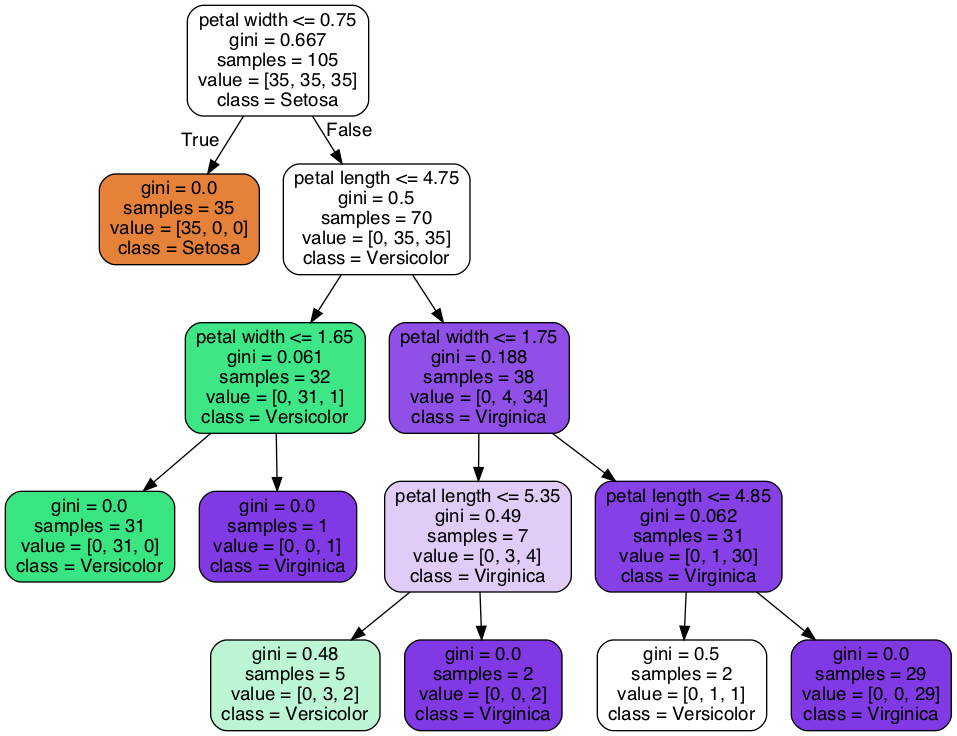 petal width <= 0.75
gini = 0.667
samples = 105
value = [35, 35, 35]
class = Setosa
True
False
gini = 0.0
samples = 35
value = [35, 0, 0]
class = Setosa
petal length <= 4.75
gini = 0.5
samples = 70
value = [0, 35, 35]
class = Versicolor
petal width <= 1.65
gini = 0.061
samples = 32
value = [0, 31, 1]
class = Versicolor
petal width <= 1.75
gini = 0.188
samples = 38
value = [0, 4, 34]
class = Virginica
gini = 0.0
samples = 31
value = [0, 31, 0]
class = Versicolor
gini = 0.0
samples = 1
value = [0, 0, 1]
class = Virginica
petal length <= 5.35
gini = 0.49
samples = 7
value = [0, 3, 4]
class = Virginica
petal length <= 4.85
gini = 0.062
samples = 31
value = [0, 1, 30]
class = Virginica
gini = 0.48
samples = 5
value = [0, 3, 2]
class = Versicolor
gini = 0.0
samples = 2
value = [0, 0, 2]
class = Virginica
gini = 0.5
samples = 2
value = [0, 1, 1]
class = Versicolor
gini = 0.0
samples = 29
value = [0, 0, 29]
class = Virginica